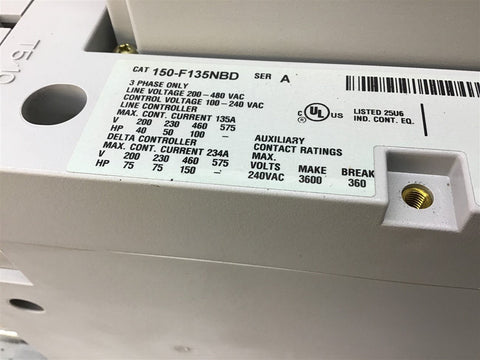 CAT 150-F135NBD SER A
3 PHASE ONLY
LINE VOLTAGE 200-480 VAC
CONTROL VOLTAGE 100-240 VAC
LINE CONTROLLER
MAX. CONT. CURRENT 135A
V 200 230 460 575
HP 40 50 100 –
DELTA CONTROLLER
MAX. CONT. CURRENT 234A
V 200 230 460 575
HP 75 75 150 –
AUXILIARY
CONTACT RATINGS
MAX.
VOLTS MAKE BREAK
240VAC 3600 360
c UL US
LISTED 25U6
IND. CONT. EQ.